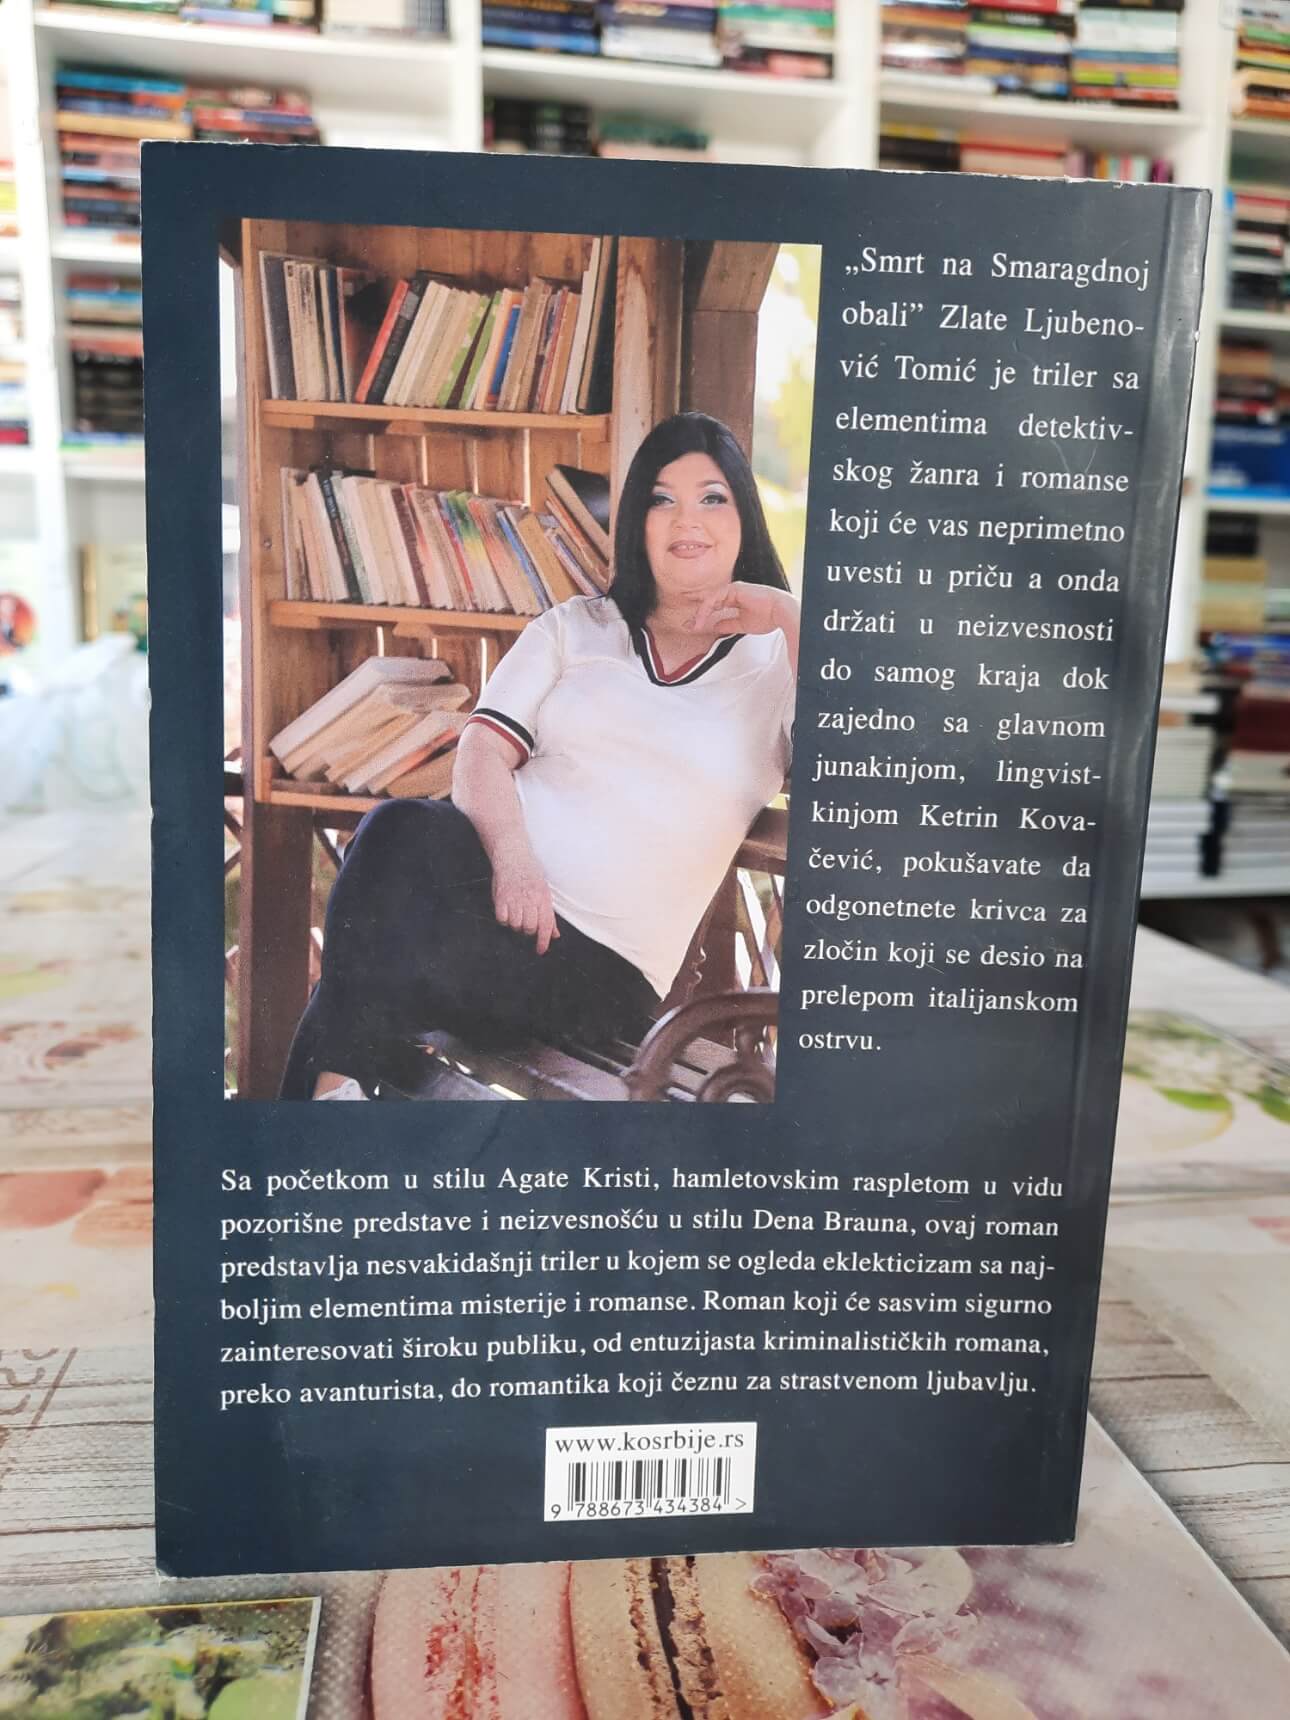 „Smrt na Smaragdnoj
obali” Zlate Ljubeno-
vić Tomić je triler sa
elementima detektiv-
skog žanra i romanse
koji će vas neprimetno
uvesti u priču a onda
držati u neizvesnosti
do samog kraja dok
zajedno sa glavnom
junakinjom, lingvist-
kinjom Ketrin Kova-
čević, pokušavate da
odgonetnete krivca za
zločin koji se desio na
prelepom italijanskom
ostrvu.
Sa početkom u stilu Agate Kristi, hamletovskim raspletom u vidu
pozorišne predstave i neizvesnošću u stilu Dena Brauna, ovaj roman
predstavlja nesvakidašnji triler u kojem se ogleda eklekticizam sa naj-
boljim elementima misterije i romanse. Roman koji će sasvim sigurno
zainteresovati široku publiku, od entuzijasta kriminalističkih romana,
preko avanturista, do romantika koji čeznu za strastvenom ljubavlju.
www.kosrbije.rs
9 788673 434384 >